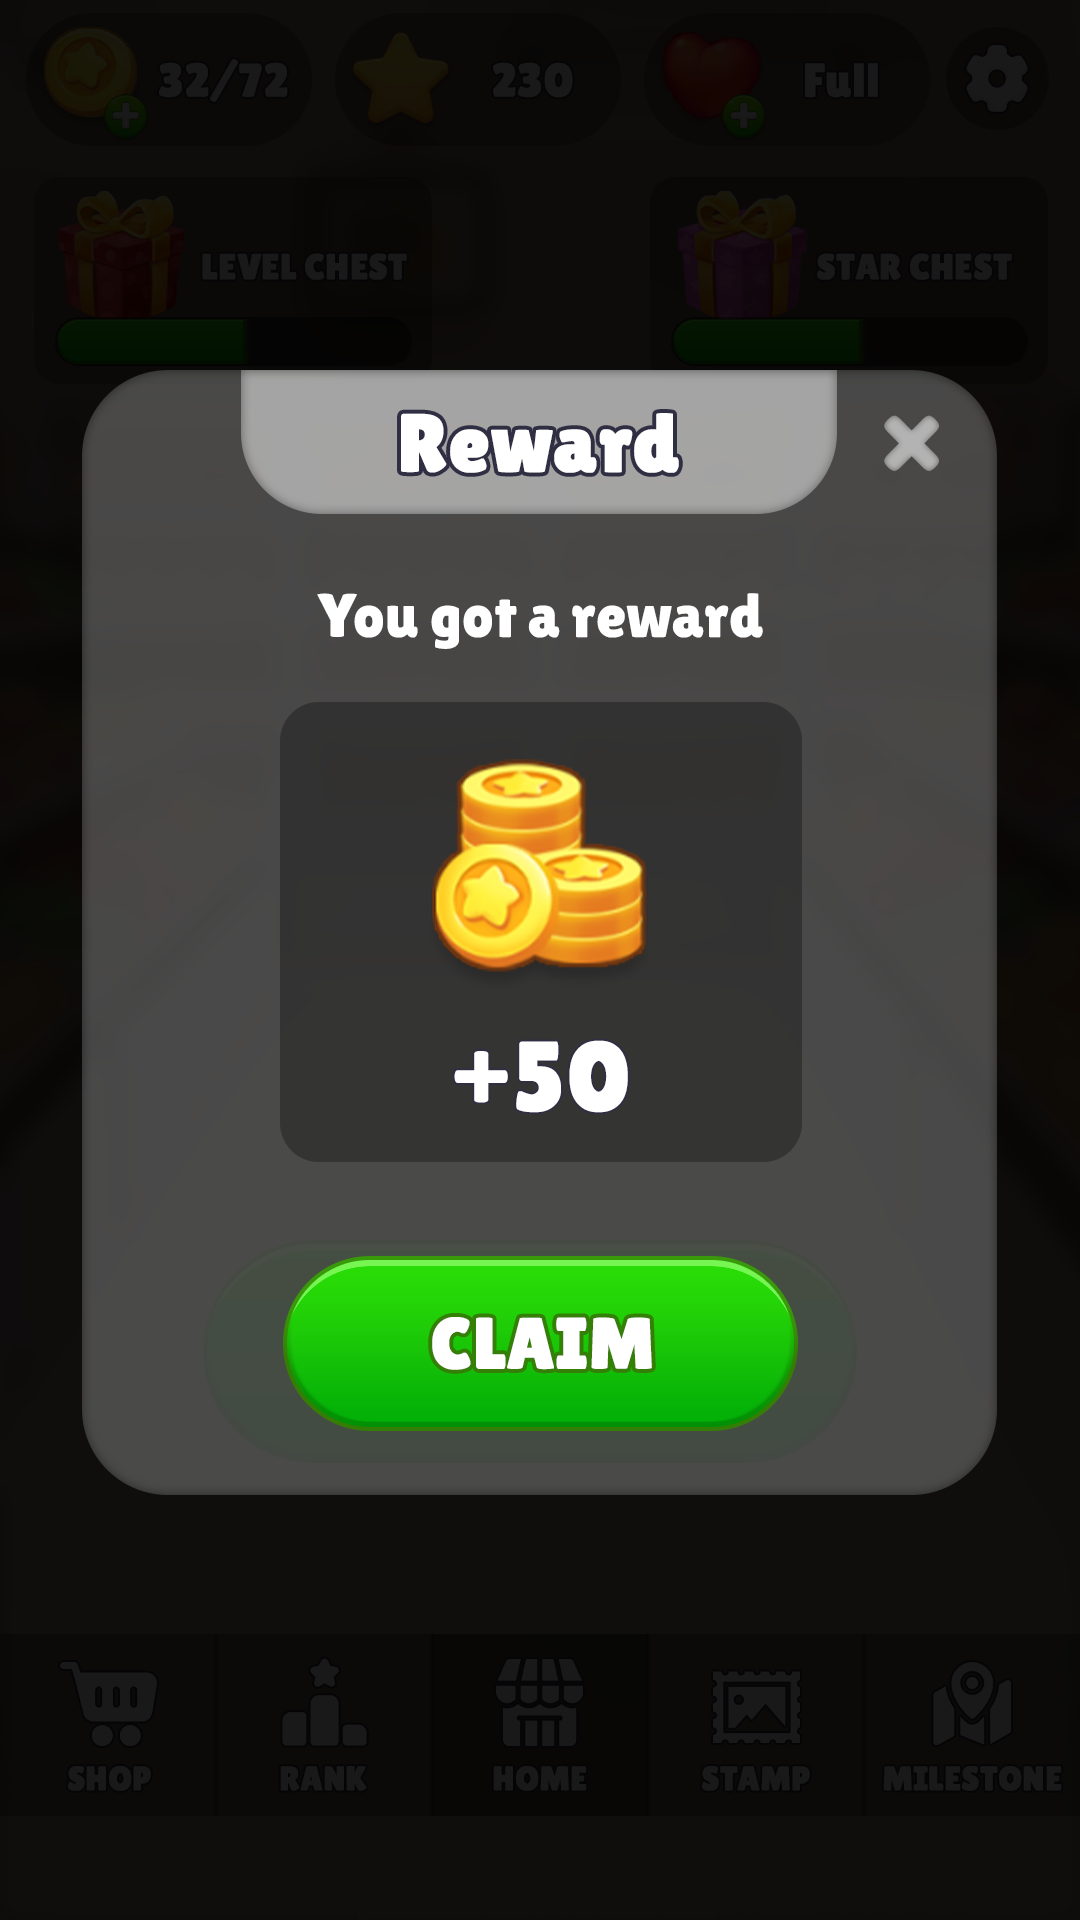 32/72
230
Full
LEVEL CHEST
STAR CHEST
Reward
You got a reward
+50
CLAIM
SHOP
RANK
HOME
STAMP
MILESTONE